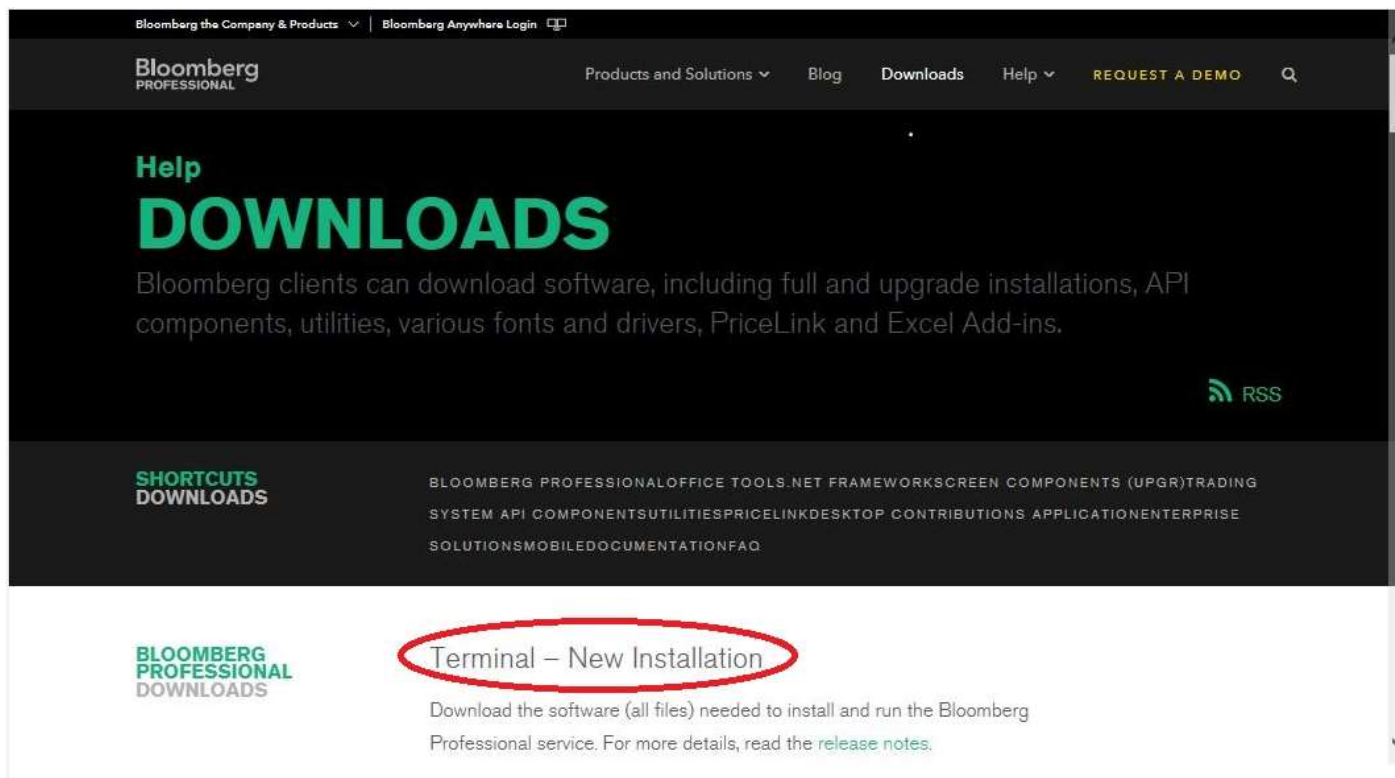 Bloomberg the Company & Products | Bloomberg Anywhere Login
Bloomberg
PROFESSIONAL
Products and Solutions Blog Downloads Help REQUEST A DEMO
Help
DOWNLOADS
Bloomberg clients can download software, including full and upgrade installations, API
components, utilities, various fonts and drivers, PriceLink and Excel Add-ins.
RSS
SHORTCUTS
DOWNLOADS
BLOOMBERG PROFESSIONALOFFICE TOOLS.NET FRAMEWORKSCREEN COMPONENTS (UPGR)TRADING
SYSTEM API COMPONENTSUTILITIESPRICELINKDESKTOP CONTRIBUTIONS APPLICATIONENTERPRISE
SOLUTIONSMOBILEDOCUMENTATIONFAQ
BLOOMBERG
PROFESSIONAL
DOWNLOADS
Terminal – New Installation
Download the software (all files) needed to install and run the Bloomberg
Professional service. For more details, read the release notes.